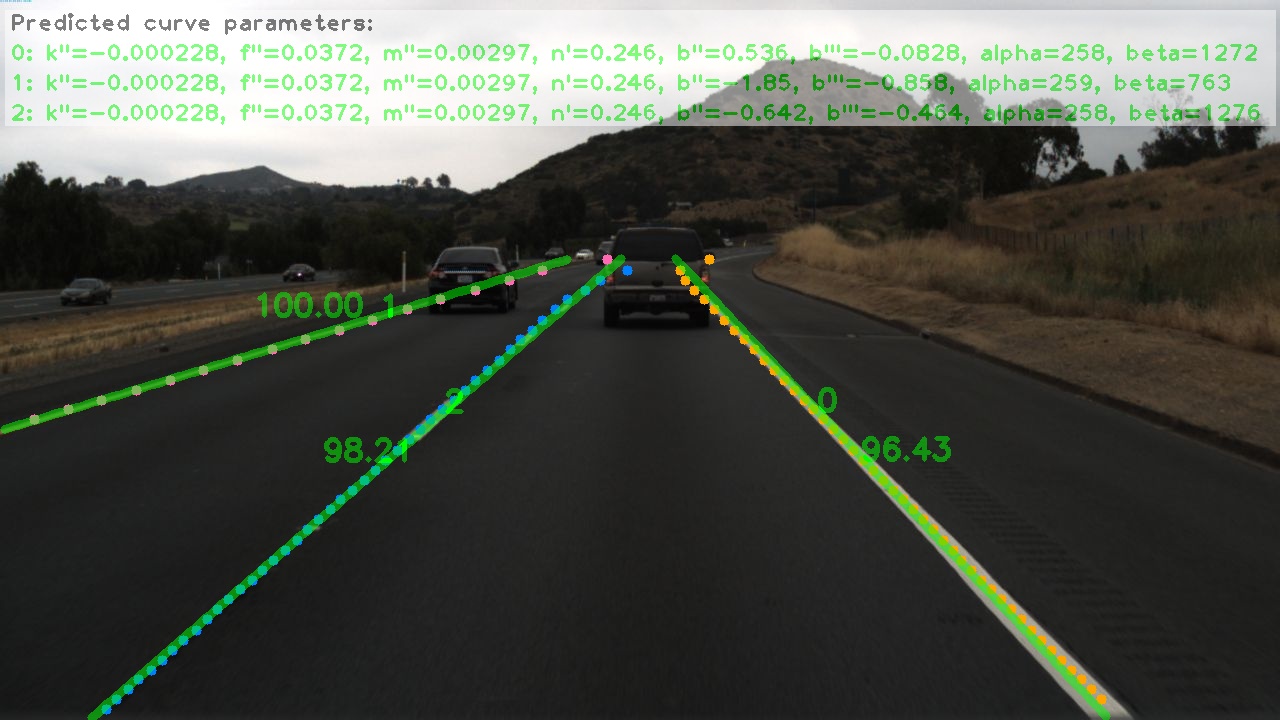 Predicted curve parameters:
0: k''=-0.000228, f''=0.0372, m''=0.00297, n'=0.246, b''=0.536, b'''=-0.0828, alpha=258, beta=1272
1: k''=-0.000228, f''=0.0372, m''=0.00297, n'=0.246, b''=-1.85, b'''=-0.858, alpha=259, beta=763
2: k''=-0.000228, f''=0.0372, m''=0.00297, n'=0.246, b''=-0.642, b'''=-0.464, alpha=258, beta=1276
100.00 1
2 0
98.21 96.43